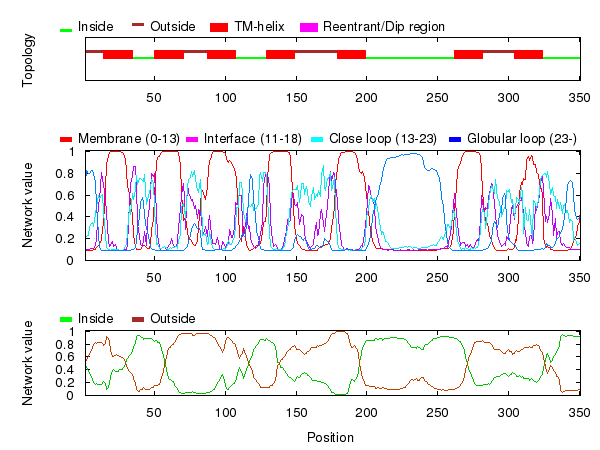 Inside Outside TM-helix Reentrant/Dip region
Topology
50 100 150 200 250 300 350
Membrane (0-13) Interface (11-18) Close loop (13-23) Globular loop (23-)
Network value
1
0.8
0.6
0.4
0.2
0
50 100 150 200 250 300 350
Inside Outside
Network value
1
0.8
0.6
0.4
0.2
0
50 100 150 200 250 300 350
Position